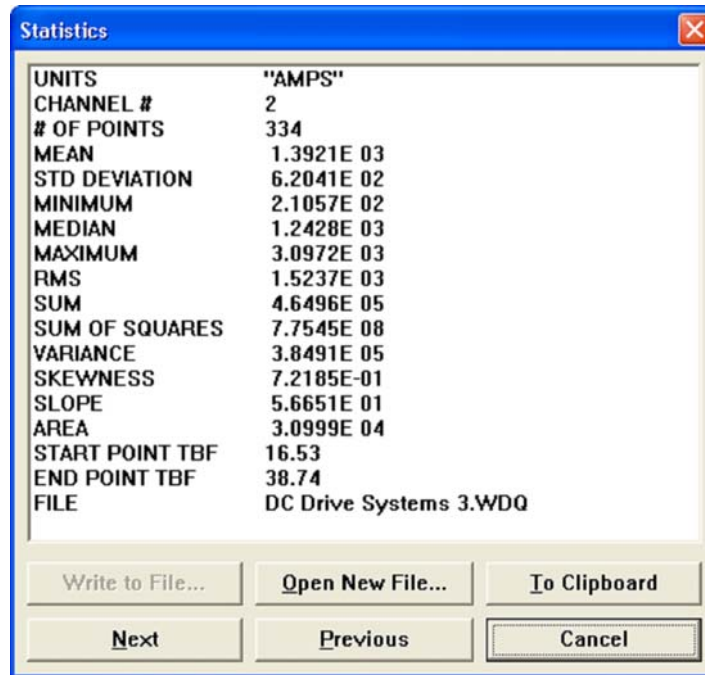 Statistics
UNITS "AMPS"
CHANNEL # 2
# OF POINTS 334
MEAN 1.3921E 03
STD DEVIATION 6.2041E 02
MINIMUM 2.1057E 02
MEDIAN 1.2428E 03
MAXIMUM 3.0972E 03
RMS 1.5237E 03
SUM 4.6496E 05
SUM OF SQUARES 7.7545E 08
VARIANCE 3.8491E 05
SKEWNESS 7.2185E-01
SLOPE 5.6651E 01
AREA 3.0999E 04
START POINT TBF 16.53
END POINT TBF 38.74
FILE DC Drive Systems 3.WDQ
Write to File... Open New File... To Clipboard
Next Previous Cancel